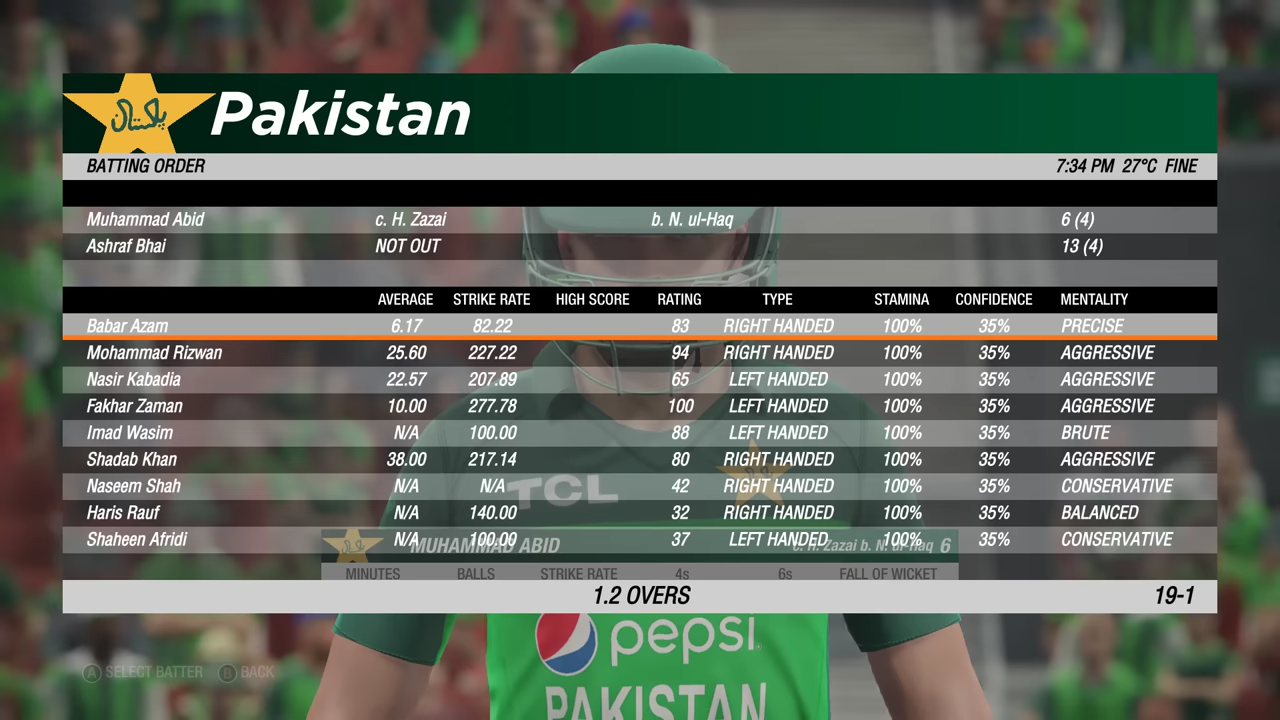 پاکستان Pakistan
BATTING ORDER 7:34 PM 27°C FINE
Muhammad Abid c. H. Zazai b. N. ul-Haq 6 (4)
Ashraf Bhai NOT OUT 13 (4)
AVERAGE STRIKE RATE HIGH SCORE RATING TYPE STAMINA CONFIDENCE MENTALITY
Babar Azam 6.17 82.22 83 RIGHT HANDED 100% 35% PRECISE
Mohammad Rizwan 25.60 227.22 94 RIGHT HANDED 100% 35% AGGRESSIVE
Nasir Kabadia 22.57 207.89 65 LEFT HANDED 100% 35% AGGRESSIVE
Fakhar Zaman 10.00 277.78 100 LEFT HANDED 100% 35% AGGRESSIVE
Imad Wasim N/A 100.00 88 LEFT HANDED 100% 35% BRUTE
Shadab Khan 38.00 217.14 80 RIGHT HANDED 100% 35% AGGRESSIVE
Naseem Shah N/A N/A 42 RIGHT HANDED 100% 35% CONSERVATIVE
TCL
Haris Rauf N/A 140.00 32 RIGHT HANDED 100% 35% BALANCED
Shaheen Afridi N/A 100.00 37 LEFT HANDED 100% 35% CONSERVATIVE
MUHAMMAD ABID c. H. Zazai b. N. ul-Haq 6
MINUTES BALLS STRIKE RATE 4s 6s FALL OF WICKET
1.2 OVERS 19-1
pepsi
A SELECT BATTER B BACK
PAKISTAN